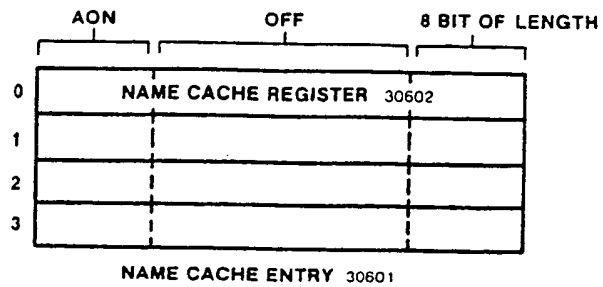 AON OFF 8 BIT OF LENGTH
0 NAME CACHE REGISTER 30602
1
2
3
NAME CACHE ENTRY 30601